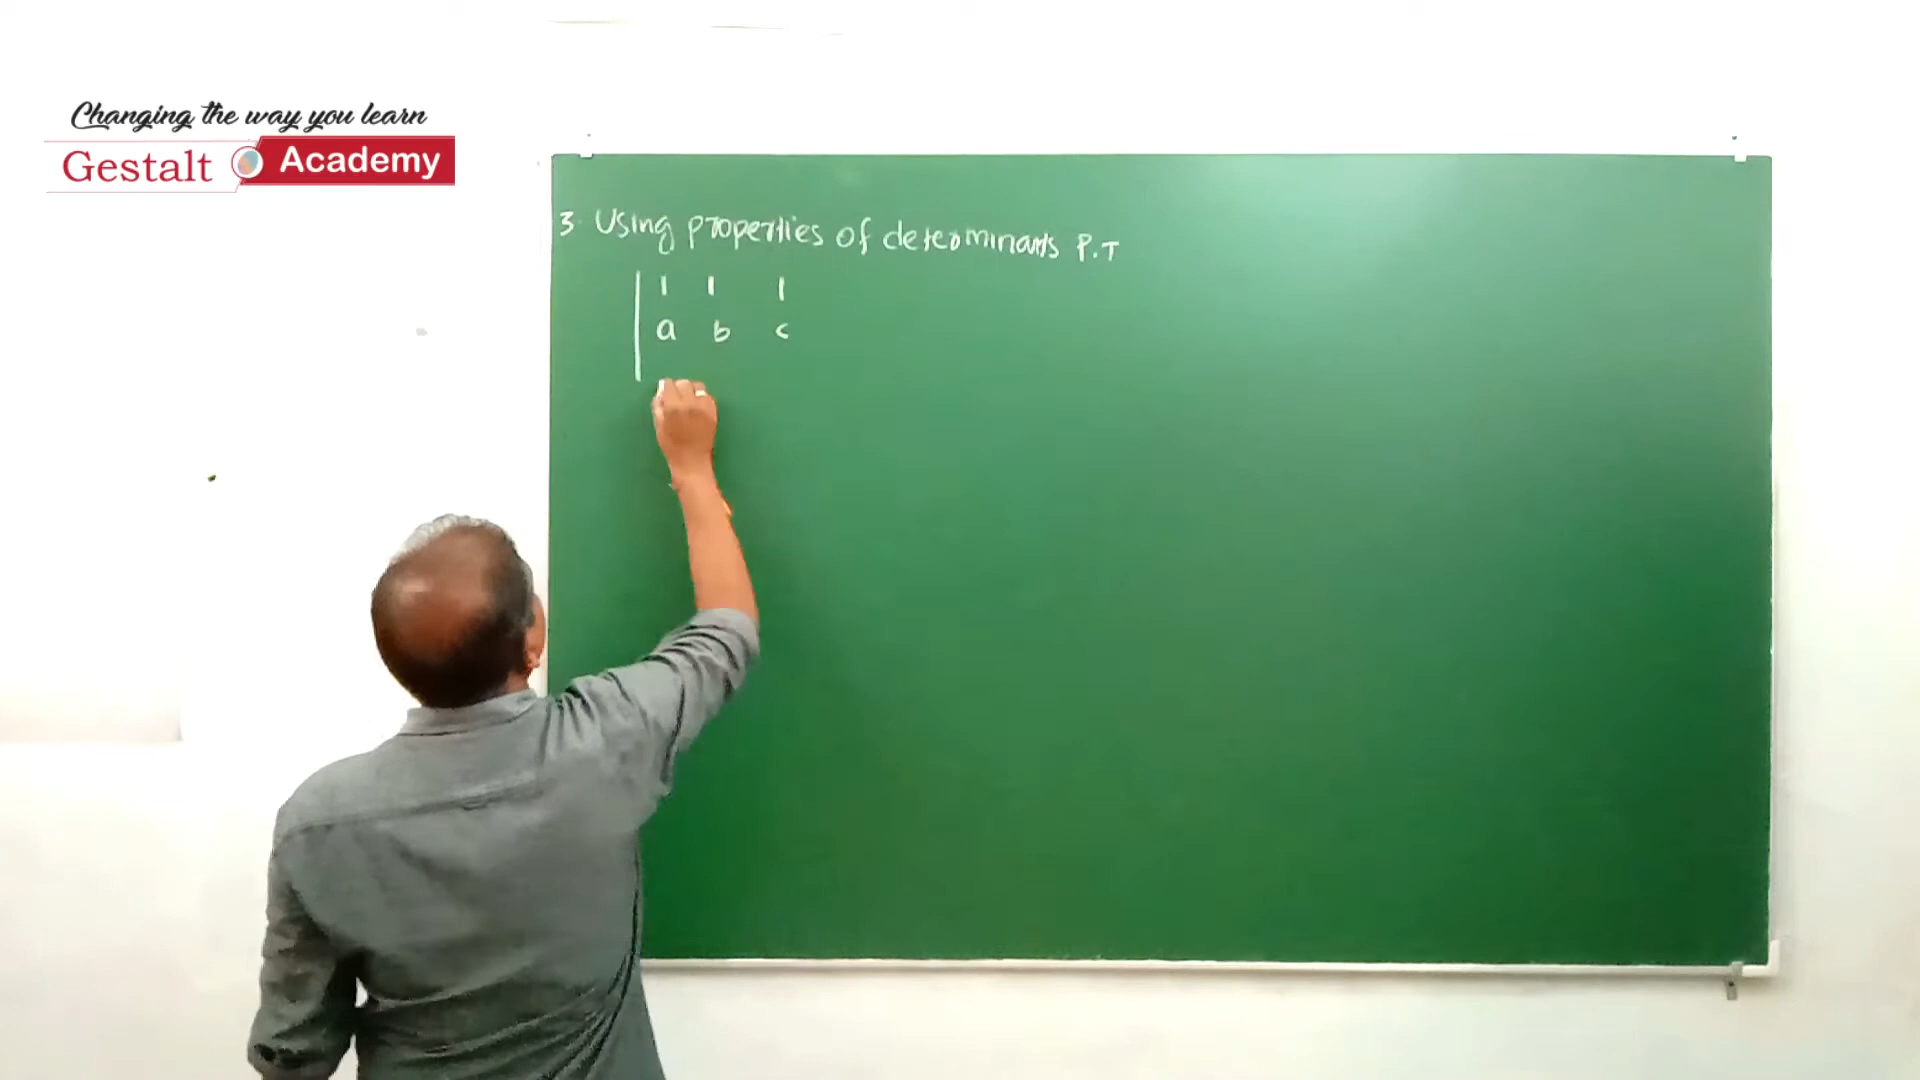 Changing the way you learn
Gestalt Academy
3. Using properties of determinants P.T
1 1 1
a b c